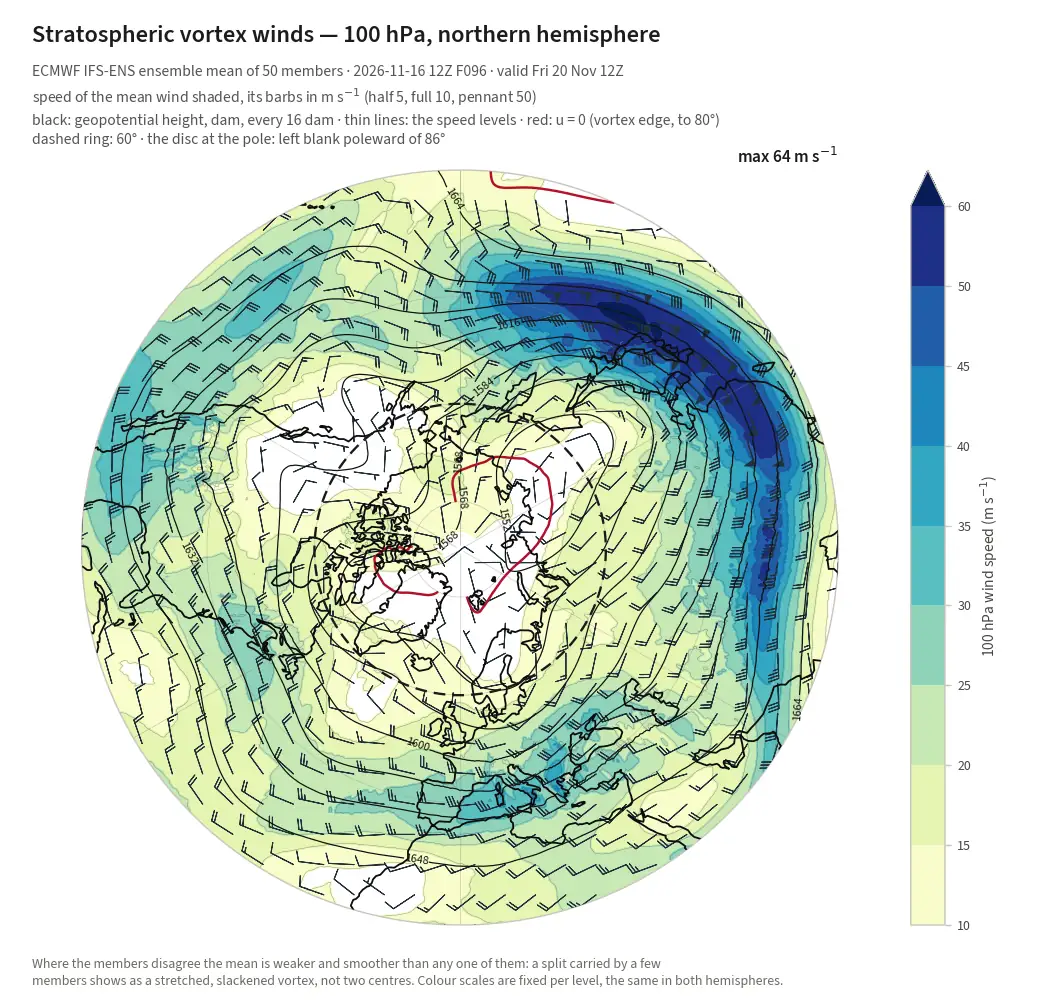 Stratospheric vortex winds — 100 hPa, northern hemisphere
ECMWF IFS-ENS ensemble mean of 50 members · 2026-11-16 12Z F096 · valid Fri 20 Nov 12Z
speed of the mean wind shaded, its barbs in m s⁻¹ (half 5, full 10, pennant 50)
black: geopotential height, dam, every 16 dam · thin lines: the speed levels · red: u = 0 (vortex edge, to 80°)
dashed ring: 60° · the disc at the pole: left blank poleward of 86°
max 64 m s⁻¹
1664
1616
1584
1568
1568
1552
1568
1632
1664
1600
1648
60
50
45
40
35
30
25
20
15
10
100 hPa wind speed (m s⁻¹)
Where the members disagree the mean is weaker and smoother than any one of them: a split carried by a few
members shows as a stretched, slackened vortex, not two centres. Colour scales are fixed per level, the same in both hemispheres.